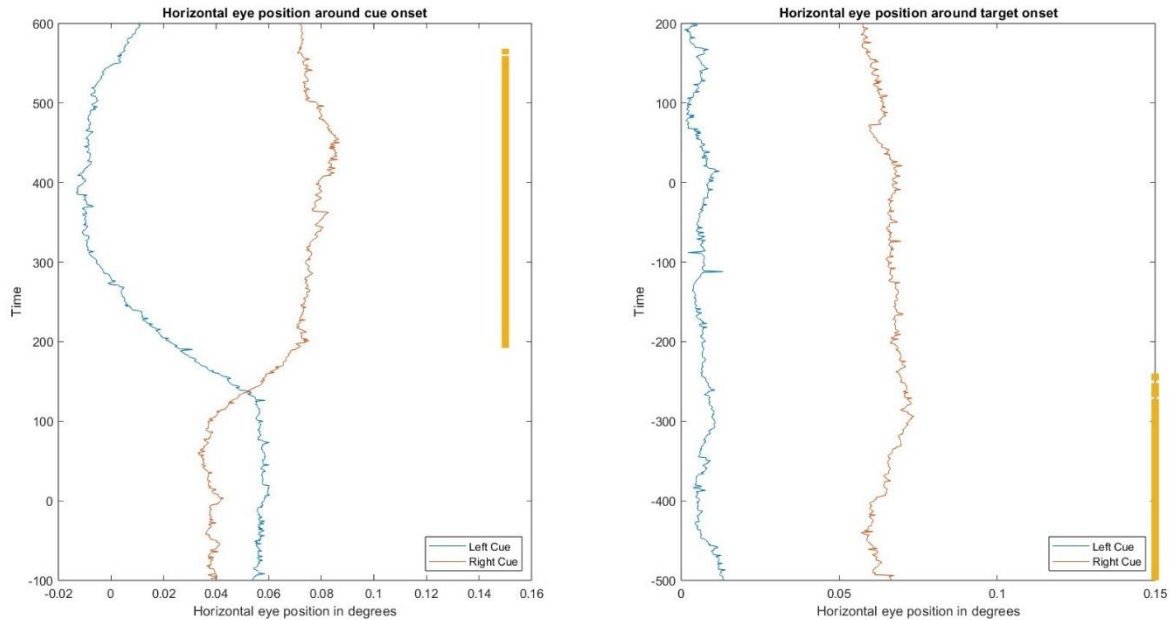 Horizontal eye position around cue onset
600
500
400
300
200
100
0
-100
Time
-0.02 0 0.02 0.04 0.06 0.08 0.1 0.12 0.14 0.16
Horizontal eye position in degrees
Left Cue
Right Cue
Horizontal eye position around target onset
200
100
0
-100
-200
-300
-400
-500
Time
0 0.05 0.1 0.15
Horizontal eye position in degrees
Left Cue
Right Cue